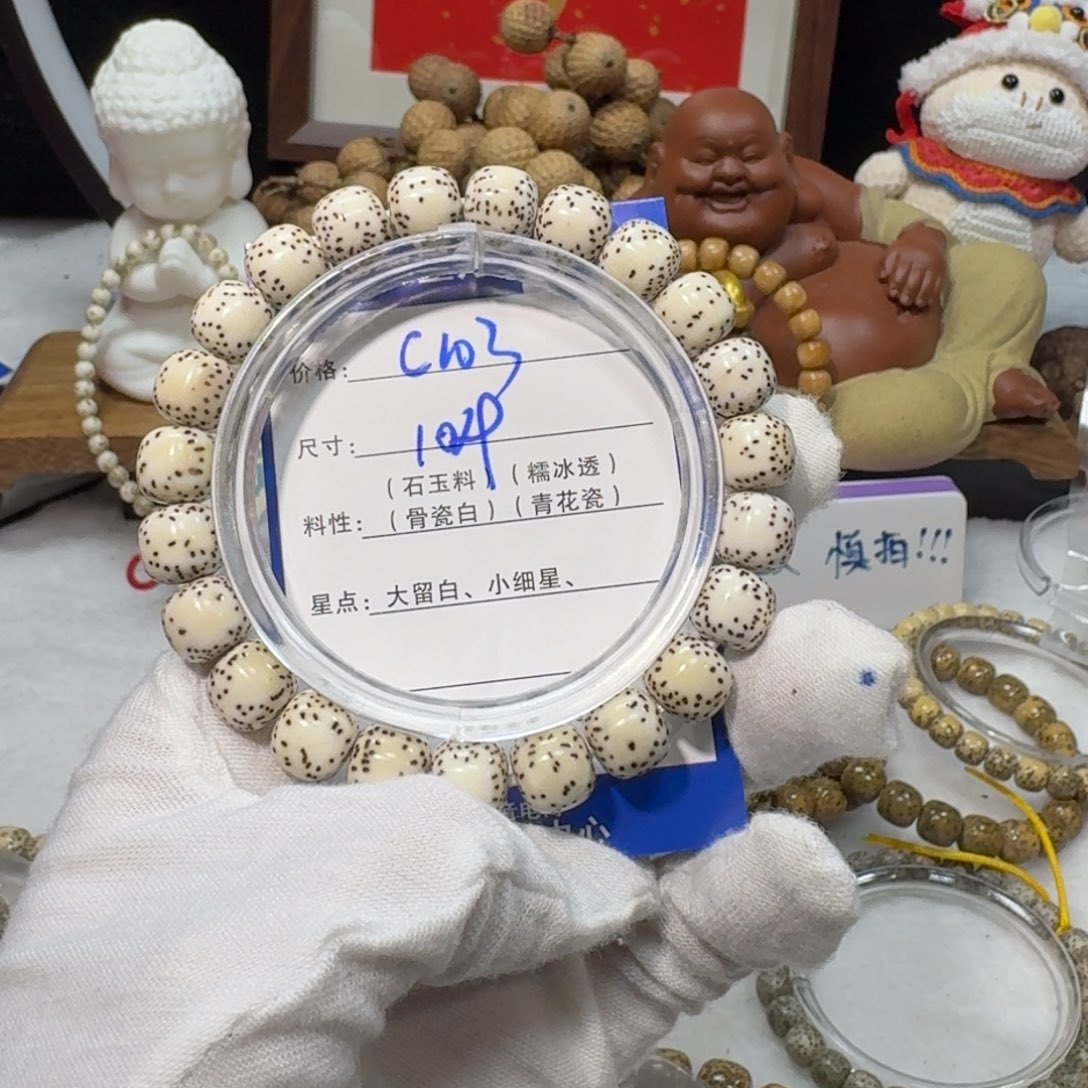 价格: C103
尺寸:
(石玉料) (糯冰透)
料性: (骨瓷白) (青花瓷)
星点: 大留白、小细星、
慎拍!!!
心